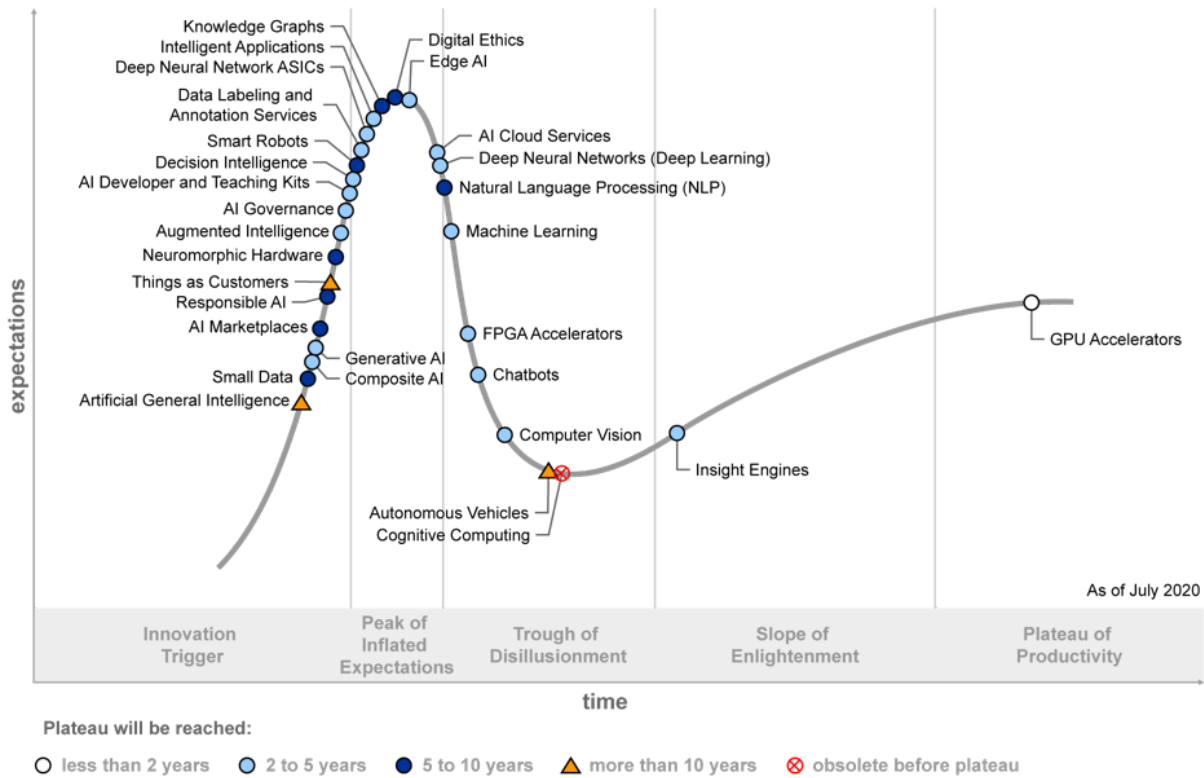 Knowledge Graphs
Intelligent Applications
Deep Neural Network ASICs
Data Labeling and
Annotation Services
Smart Robots
Decision Intelligence
AI Developer and Teaching Kits
AI Governance
Augmented Intelligence
Neuromorphic Hardware
Things as Customers
Responsible AI
AI Marketplaces
Generative AI
Composite AI
Small Data
Artificial General Intelligence
Digital Ethics
Edge AI
AI Cloud Services
Deep Neural Networks (Deep Learning)
Natural Language Processing (NLP)
Machine Learning
FPGA Accelerators
Chatbots
Computer Vision
Autonomous Vehicles
Cognitive Computing
Insight Engines
GPU Accelerators
expectations
As of July 2020
Innovation
Trigger
Peak of
Inflated
Expectations
Trough of
Disillusionment
Slope of
Enlightenment
Plateau of
Productivity
time
Plateau will be reached:
less than 2 years
2 to 5 years
5 to 10 years
more than 10 years
obsolete before plateau